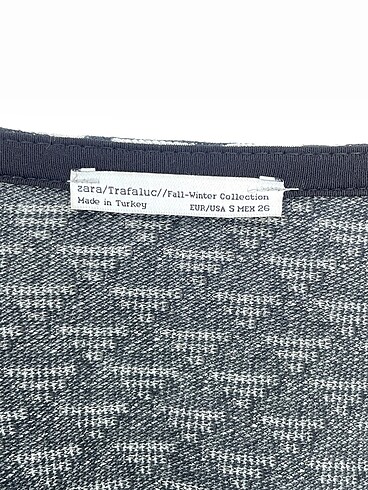 zara/Trafaluc//Fall-Winter Collection
Made in Turkey EUR/USA S MEX 26